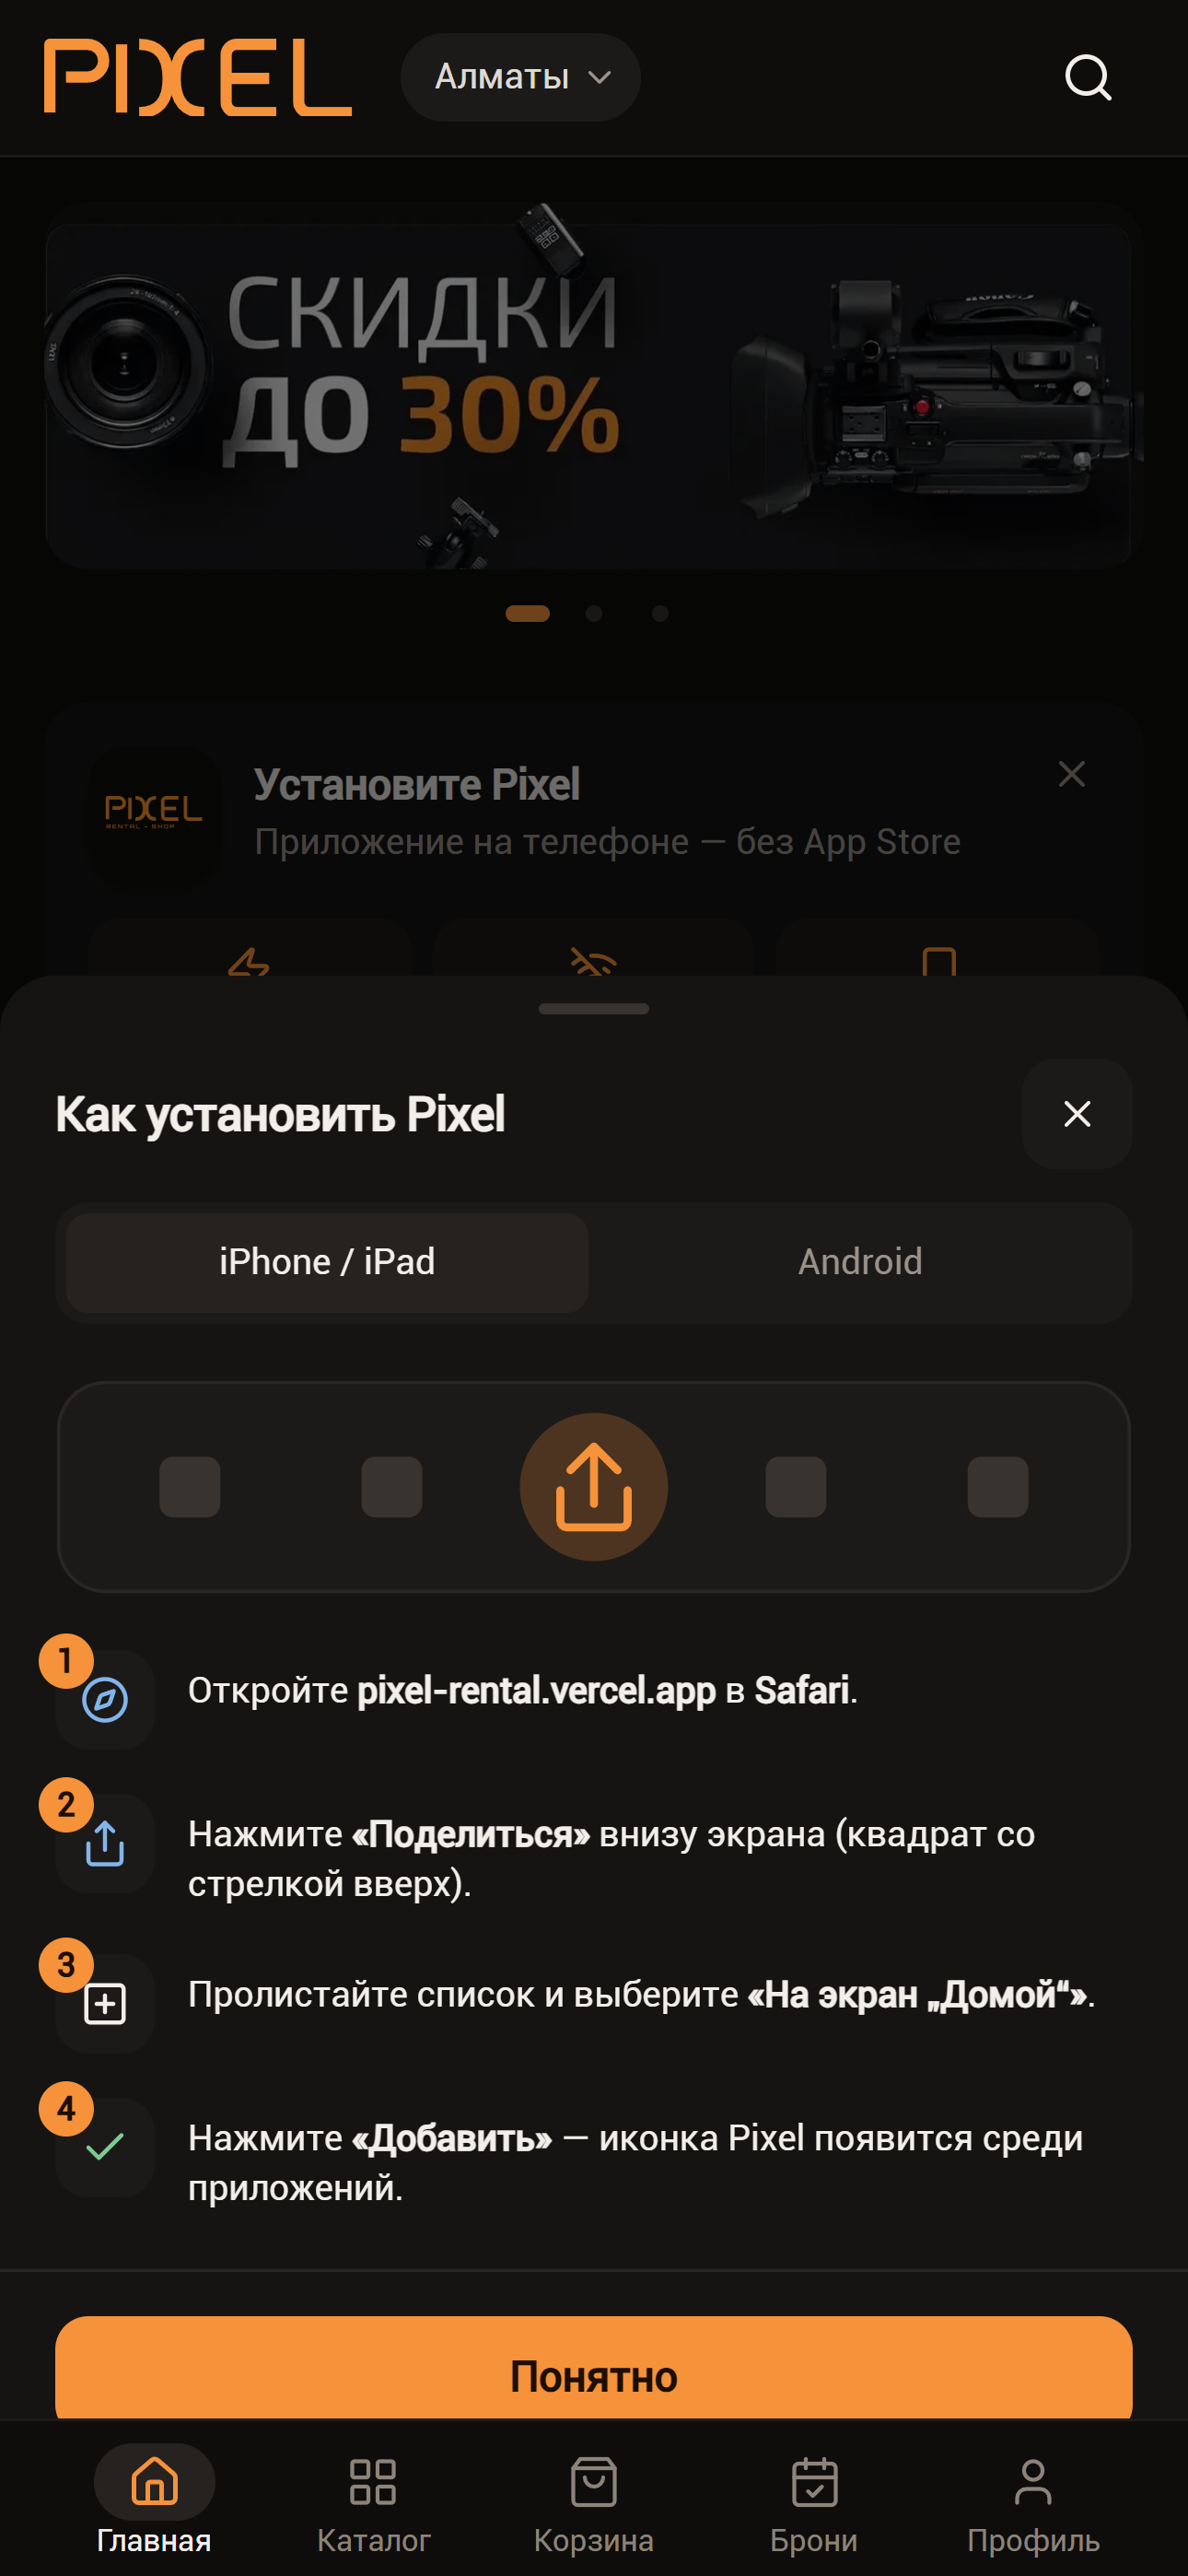 PIXEL
Алматы
СКИДКИ
ДО 30%
Canon
PIXEL
RENTAL - SHOP
Установите Pixel
Приложение на телефоне — без App Store
Как установить Pixel
iPhone / iPad
Android
1
Откройте pixel-rental.vercel.app в Safari.
2
Нажмите «Поделиться» внизу экрана (квадрат со
стрелкой вверх).
3
Пролистайте список и выберите «На экран „Домой“».
4
Нажмите «Добавить» — иконка Pixel появится среди
приложений.
Понятно
Главная
Каталог
Корзина
Брони
Профиль